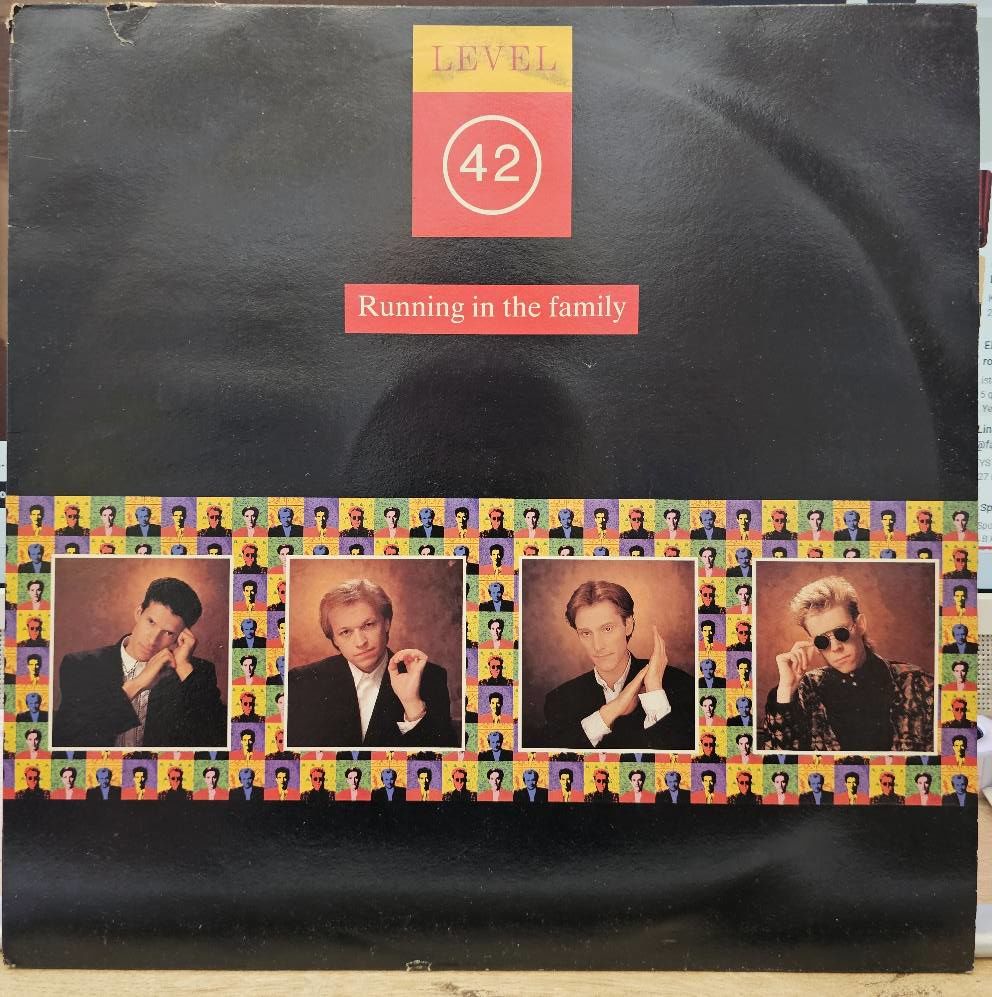 LEVEL
42
Running in the family